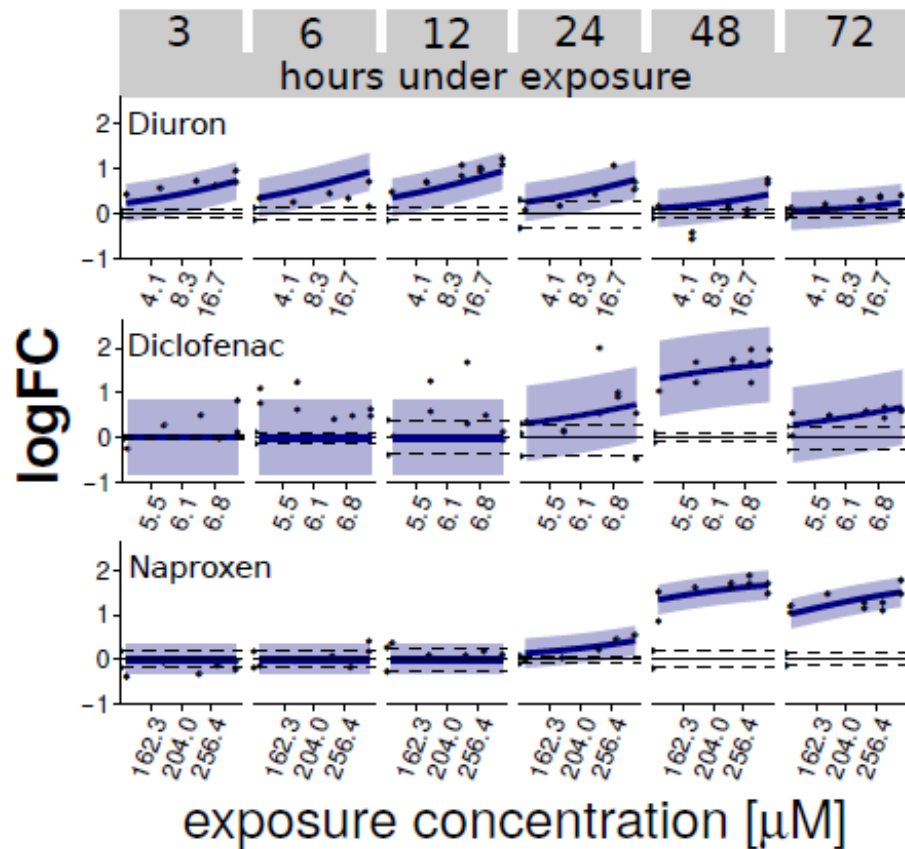 3 6 12 24 48 72
hours under exposure
Diuron
2
1
0
−1
4.1 8.3 16.7 4.1 8.3 16.7 4.1 8.3 16.7 4.1 8.3 16.7 4.1 8.3 16.7 4.1 8.3 16.7
logFC
Diclofenac
2
1
0
−1
5.5 6.1 6.8 5.5 6.1 6.8 5.5 6.1 6.8 5.5 6.1 6.8 5.5 6.1 6.8 5.5 6.1 6.8
Naproxen
2
1
0
−1
162.3 204.0 256.4 162.3 204.0 256.4 162.3 204.0 256.4 162.3 204.0 256.4 162.3 204.0 256.4 162.3 204.0 256.4
exposure concentration [μM]